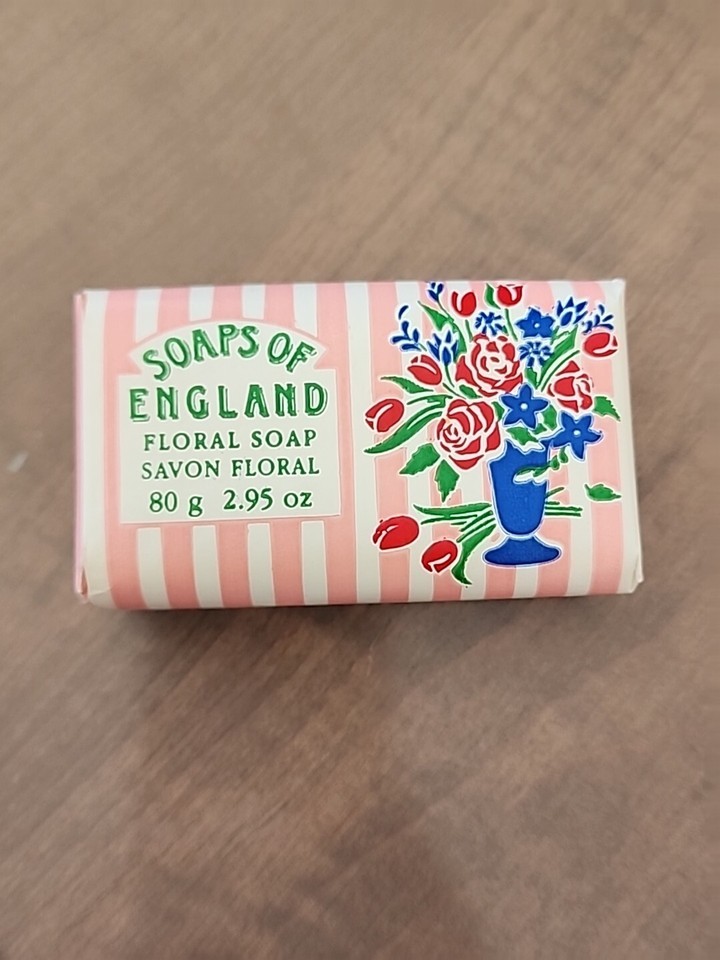 SOAPS OF
ENGLAND
FLORAL SOAP
SAVON FLORAL
80 g 2.95 oz